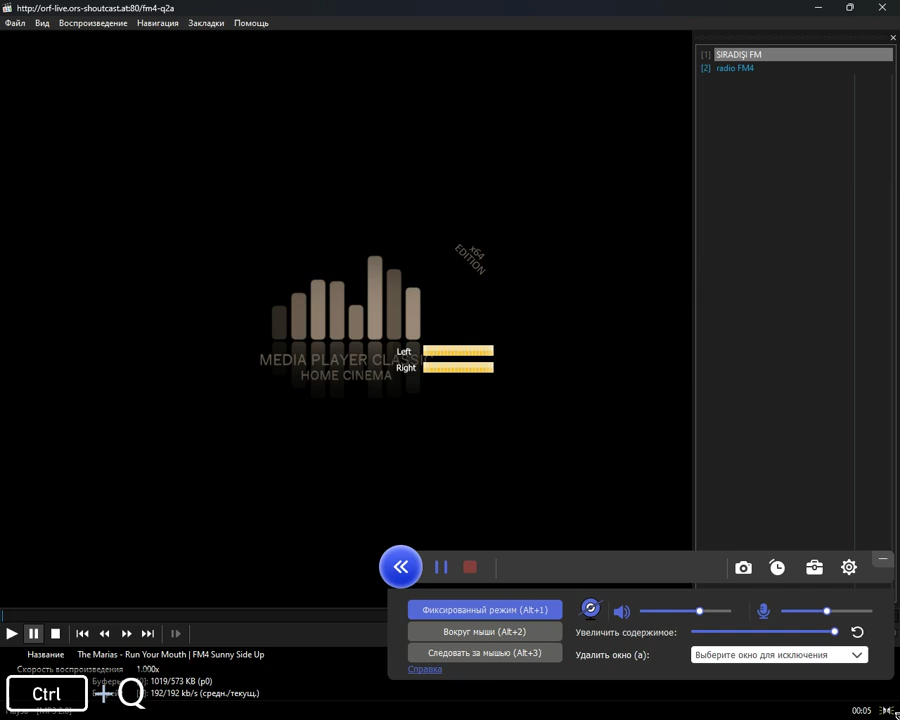 http://orf-live.ors-shoutcast.at:80/fm4-q2a
Файл Вид Воспроизведение Навигация Закладки Помощь
[1] SIRADIŞI FM
[2] radio FM4
x64
EDITION
MEDIA PLAYER CLASSIC
HOME CINEMA
Left
Right
Фиксированный режим (Alt+1)
Вокруг мыши (Alt+2)
Следовать за мышью (Alt+3)
Справка
Увеличить содержимое:
Удалить окно (а):
Выберите окно для исключения
Название The Marias - Run Your Mouth | FM4 Sunny Side Up
Скорость воспроизведения 1.000x
[0]: 1019/573 KB (p0)
[0]: 192/192 kb/s (средн./текущ.)
Ctrl + Q
00:05